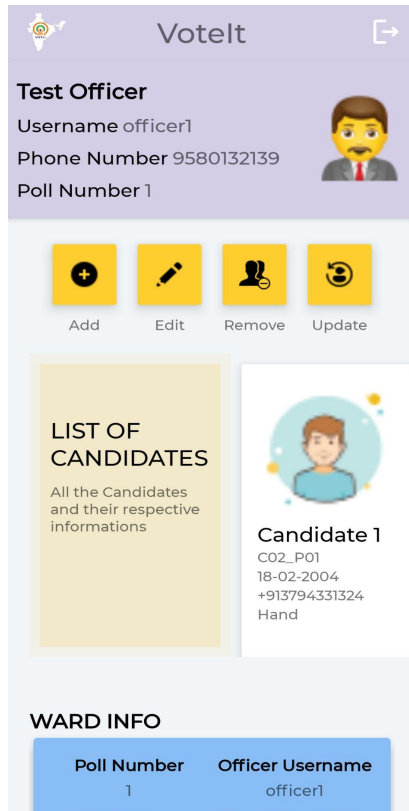 VoteIt
Test Officer
Username officer1
Phone Number 9580132139
Poll Number 1
Add Edit Remove Update
LIST OF
CANDIDATES
All the Candidates
and their respective
informations
Candidate 1
C02_P01
18-02-2004
+913794331324
Hand
WARD INFO
Poll Number Officer Username
1 officer1